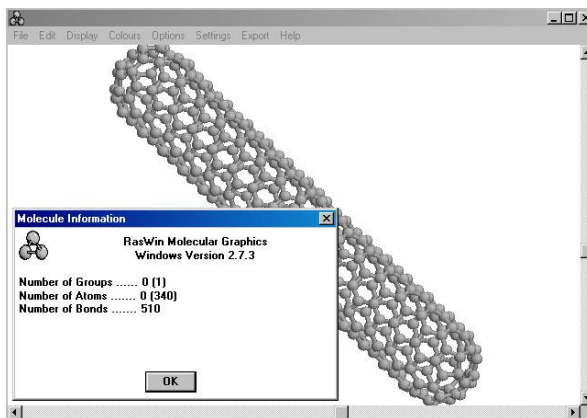 File Edit Display Colours Options Settings Export Help
Molecule Information
RasWin Molecular Graphics
Windows Version 2.7.3
Number of Groups ...... 0 (1)
Number of Atoms ....... 0 (340)
Number of Bonds ....... 510
OK